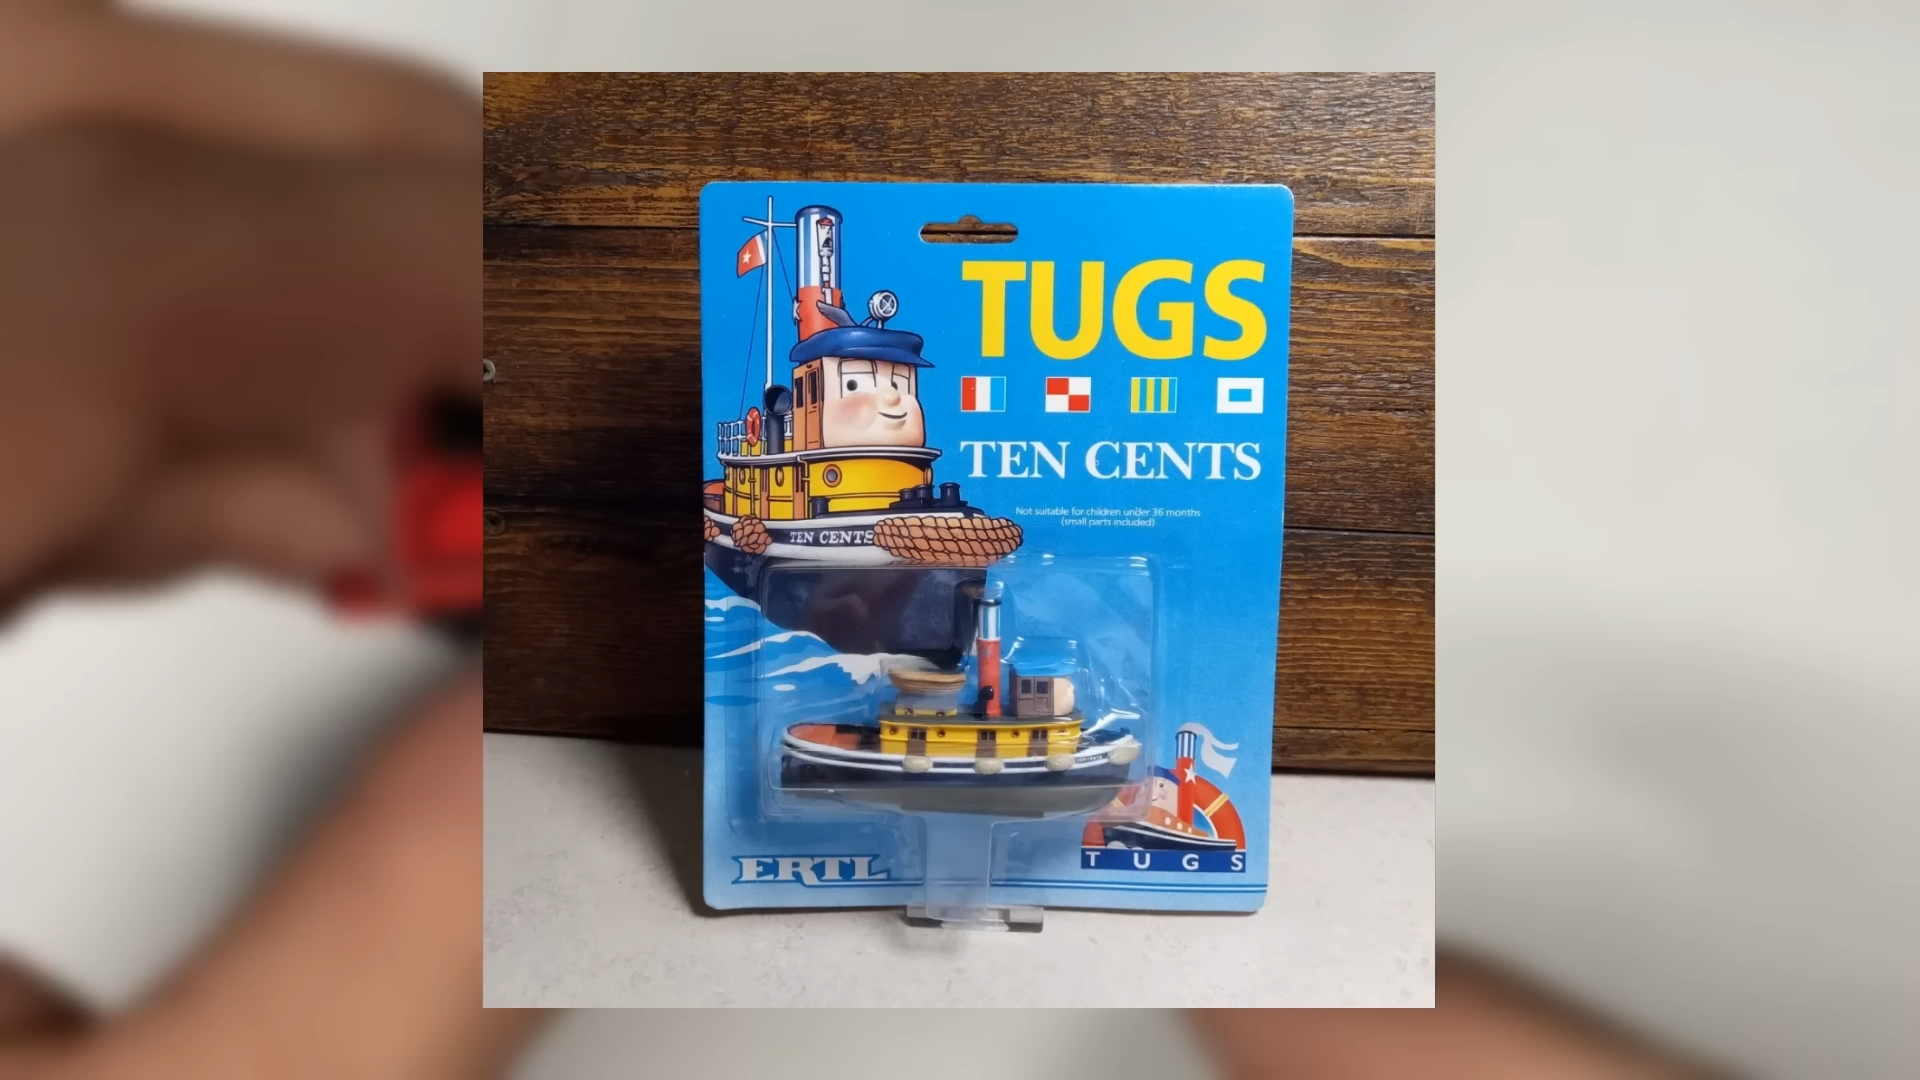 TUGS
TEN CENTS
Not suitable for children under 36 months
(small parts included)
TEN CENTS
ERTL
TUGS